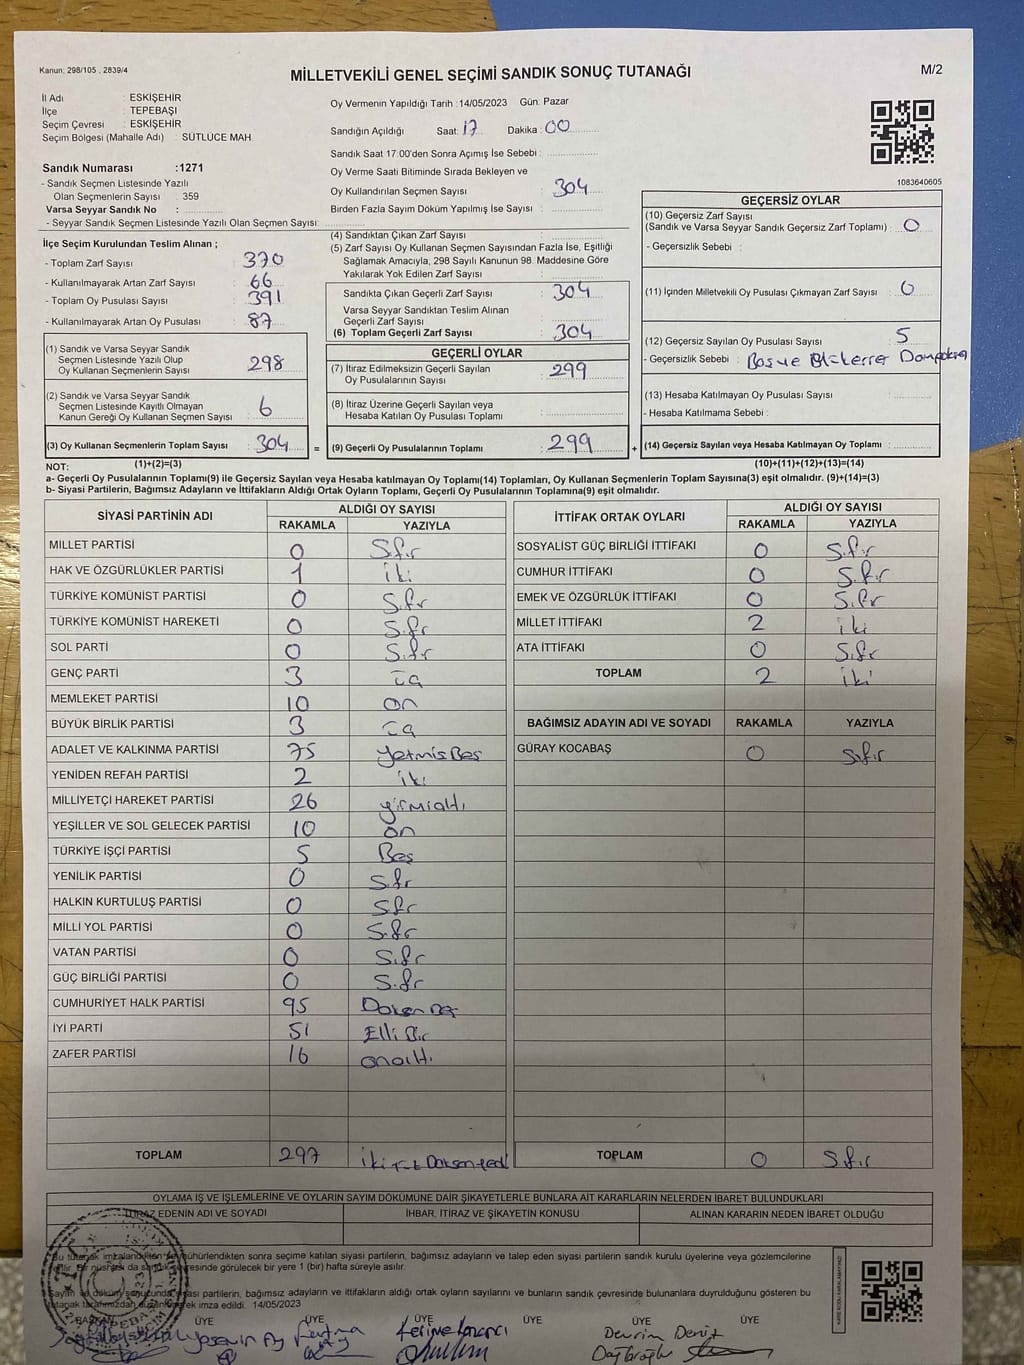 Kanun: 298/105 , 2839/4
MİLLETVEKİLİ GENEL SEÇİMİ SANDIK SONUÇ TUTANAĞI
M/2
İl Adı : ESKİŞEHİR
İlçe : TEPEBAŞI
Seçim Çevresi : ESKİŞEHİR
Seçim Bölgesi (Mahalle Adı) : SÜTLÜCE MAH.
Sandık Numarası :1271
- Sandık Seçmen Listesinde Yazılı
Olan Seçmenlerin Sayısı : 359
Varsa Seyyar Sandık No :
- Seyyar Sandık Seçmen Listesinde Yazılı Olan Seçmen Sayısı:
Oy Vermenin Yapıldığı Tarih :14/05/2023 Gün: Pazar
Sandığın Açıldığı Saat: 17 Dakika : 00
Sandık Saat 17.00'den Sonra Açımış İse Sebebi :
Oy Verme Saati Bitiminde Sırada Bekleyen ve
Oy Kullandırılan Seçmen Sayısı : 304
Birden Fazla Sayım Döküm Yapılmış İse Sayısı :
1083640605
İlçe Seçim Kurulundan Teslim Alınan ;
- Toplam Zarf Sayısı : 370
- Kullanılmayarak Artan Zarf Sayısı : 66
- Toplam Oy Pusulası Sayısı : 391
- Kullanılmayarak Artan Oy Pusulası : 87
(1) Sandık ve Varsa Seyyar Sandık
Seçmen Listesinde Yazılı Olup
Oy Kullanan Seçmenlerin Sayısı : 298
(2) Sandık ve Varsa Seyyar Sandık
Seçmen Listesinde Kayıtlı Olmayan
Kanun Gereği Oy Kullanan Seçmen Sayısı : 6
(3) Oy Kullanan Seçmenlerin Toplam Sayısı : 304
(4) Sandıktan Çıkan Zarf Sayısı :
(5) Zarf Sayısı Oy Kullanan Seçmen Sayısından Fazla İse, Eşitliği
Sağlamak Amacıyla, 298 Sayılı Kanunun 98. Maddesine Göre
Yakılarak Yok Edilen Zarf Sayısı :
Sandıkta Çıkan Geçerli Zarf Sayısı : 304
Varsa Seyyar Sandıktan Teslim Alınan
Geçerli Zarf Sayısı :
(6) Toplam Geçerli Zarf Sayısı : 304
GEÇERLİ OYLAR
(7) İtiraz Edilmeksizin Geçerli Sayılan
Oy Pusulalarının Sayısı : 299
(8) İtiraz Üzerine Geçerli Sayılan veya
Hesaba Katılan Oy Pusulası Toplamı :
= (9) Geçerli Oy Pusulalarının Toplamı : 299
GEÇERSİZ OYLAR
(10) Geçersiz Zarf Sayısı
(Sandık ve Varsa Seyyar Sandık Geçersiz Zarf Toplamı) : 0
- Geçersizlik Sebebi :
(11) İçinden Milletvekili Oy Pusulası Çıkmayan Zarf Sayısı : 0
(12) Geçersiz Sayılan Oy Pusulası Sayısı : 5
- Geçersizlik Sebebi :
(13) Hesaba Katılmayan Oy Pusulası Sayısı :
- Hesaba Katılmama Sebebi :
+ (14) Geçersiz Sayılan veya Hesaba Katılmayan Oy Toplamı :
NOT: (1)+(2)=(3) (10)+(11)+(12)+(13)=(14)
a- Geçerli Oy Pusulalarının Toplamı(9) ile Geçersiz Sayılan veya Hesaba katılmayan Oy Toplamı(14) Toplamları, Oy Kullanan Seçmenlerin Toplam Sayısına(3) eşit olmalıdır. (9)+(14)=(3)
b- Siyasi Partilerin, Bağımsız Adayların ve İttifakların Aldığı Ortak Oyların Toplamı, Geçerli Oy Pusulalarının Toplamına(9) eşit olmalıdır.
SİYASİ PARTİNİN ADI ALDIĞI OY SAYISI
RAKAMLA YAZIYLA
MİLLET PARTİSİ 0 Sıfır
HAK VE ÖZGÜRLÜKLER PARTİSİ 1 iki
TÜRKİYE KOMÜNİST PARTİSİ 0 Sıfır
TÜRKİYE KOMÜNİST HAREKETİ 0 Sıfır
SOL PARTİ 0 Sıfır
GENÇ PARTİ 3 üç
MEMLEKET PARTİSİ 10 on
BÜYÜK BİRLİK PARTİSİ 3 üç
ADALET VE KALKINMA PARTİSİ 75 YetmişBeş
YENİDEN REFAH PARTİSİ 2 iki
MİLLİYETÇİ HAREKET PARTİSİ 26 yirmialtı
YEŞİLLER VE SOL GELECEK PARTİSİ 10 on
TÜRKİYE İŞÇİ PARTİSİ 5 Beş
YENİLİK PARTİSİ 0 Sıfır
HALKIN KURTULUŞ PARTİSİ 0 Sıfır
MİLLİ YOL PARTİSİ 0 Sıfır
VATAN PARTİSİ 0 Sıfır
GÜÇ BİRLİĞİ PARTİSİ 0 Sıfır
CUMHURİYET HALK PARTİSİ 95 Doksan Beş
İYİ PARTİ 51 Elli Bir
ZAFER PARTİSİ 16 onaltı
TOPLAM 297 iki yüz Doksan yedi
İTTİFAK ORTAK OYLARI ALDIĞI OY SAYISI
RAKAMLA YAZIYLA
SOSYALİST GÜÇ BİRLİĞİ İTTİFAKI 0 Sıfır
CUMHUR İTTİFAKI 0 Sıfır
EMEK VE ÖZGÜRLÜK İTTİFAKI 0 Sıfır
MİLLET İTTİFAKI 2 iki
ATA İTTİFAKI 0 Sıfır
TOPLAM 2 iki
BAĞIMSIZ ADAYIN ADI VE SOYADI RAKAMLA YAZIYLA
GÜRAY KOCABAŞ 0 Sıfır
TOPLAM 0 Sıfır
OYLAMA İŞ VE İŞLEMLERİNE VE OYLARIN SAYIM DÖKÜMÜNE DAİR ŞİKAYETLERLE BUNLARA AİT KARARLARIN NELERDEN İBARET BULUNDUKLARI
İTİRAZ EDENİN ADI VE SOYADI İHBAR, İTİRAZ VE ŞİKAYETİN KONUSU ALINAN KARARIN NEDEN İBARET OLDUĞU
Bu tutanak imzalandıktan ve mühürlendikten sonra seçime katılan siyasi partilerin, bağımsız adayların ve talep eden siyasi partilerin sandık kurulu üyelerine veya gözlemcilerine
verilir. Bir nüshası da sandık çevresinde görülecek bir yere 1 (bir) hafta süreyle asılır.
Sayım ve döküm sonucunda siyasi partilerin, bağımsız adayların ve ittifakların aldığı ortak oyların sayılarını ve bunların sandık çevresinde bulunanlara duyrulduğunu gösteren bu
tutanak tarafımızdan düzenlenerek imza edildi. 14/05/2023
BAŞKAN ÜYE ÜYE ÜYE ÜYE ÜYE ÜYE
Yasemin Ay Fatma Kerime Devrim Deniz